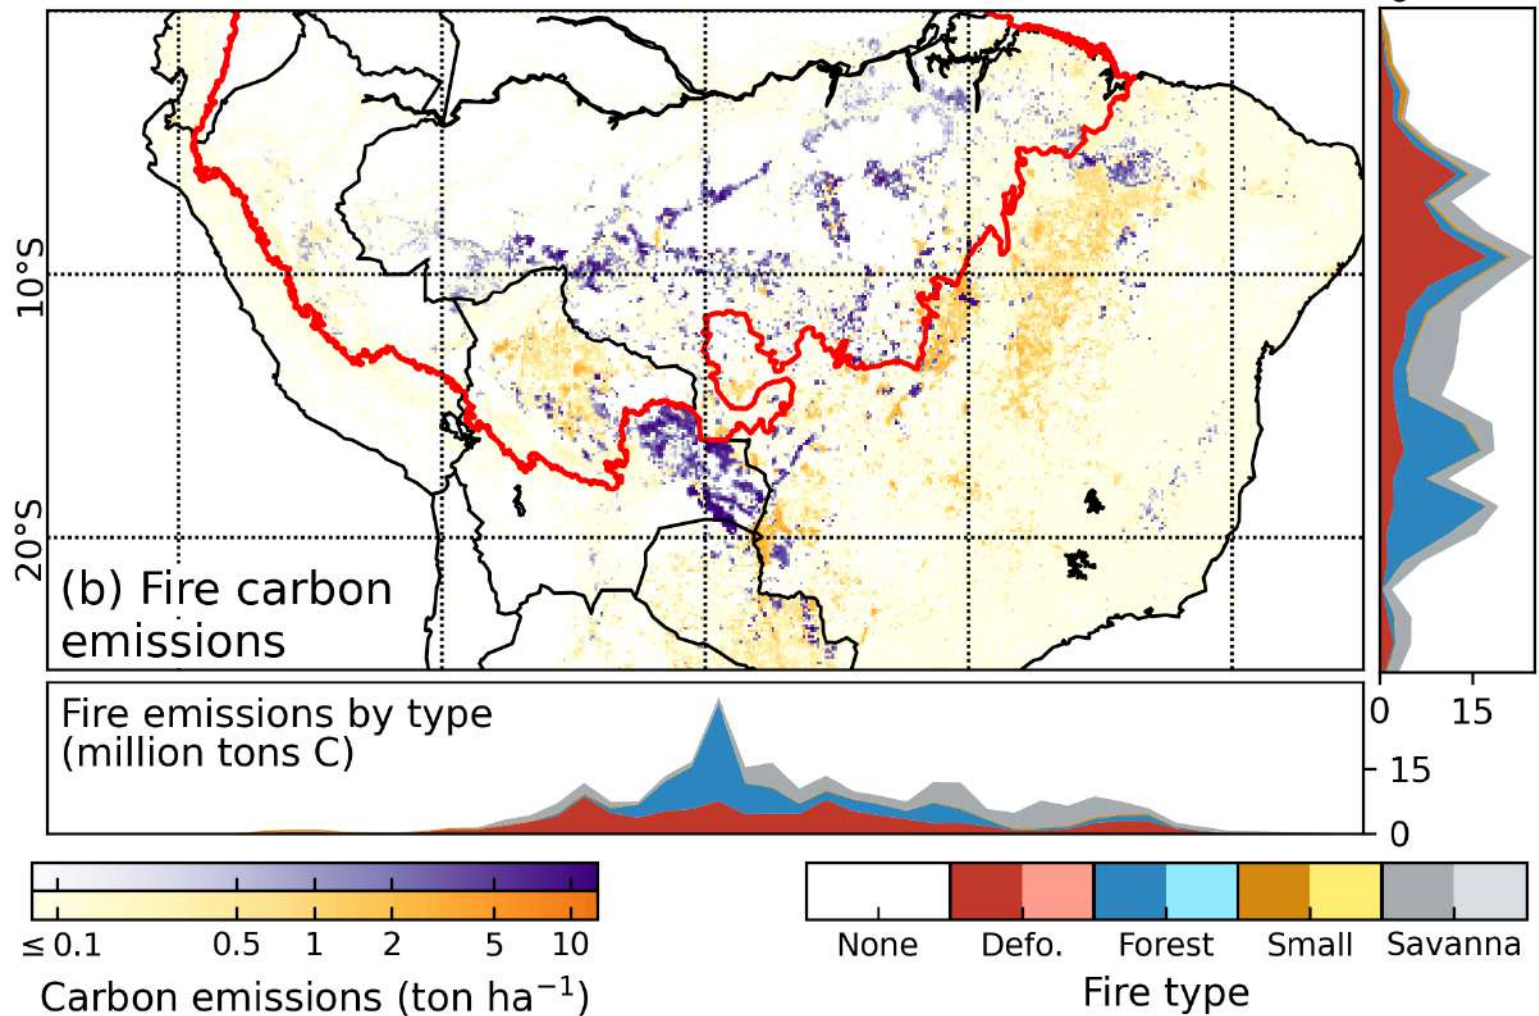 10°S
20°S
(b) Fire carbon
emissions
0 15
Fire emissions by type
(million tons C)
15
0
≤ 0.1 0.5 1 2 5 10
Carbon emissions (ton ha⁻¹)
None Defo. Forest Small Savanna
Fire type